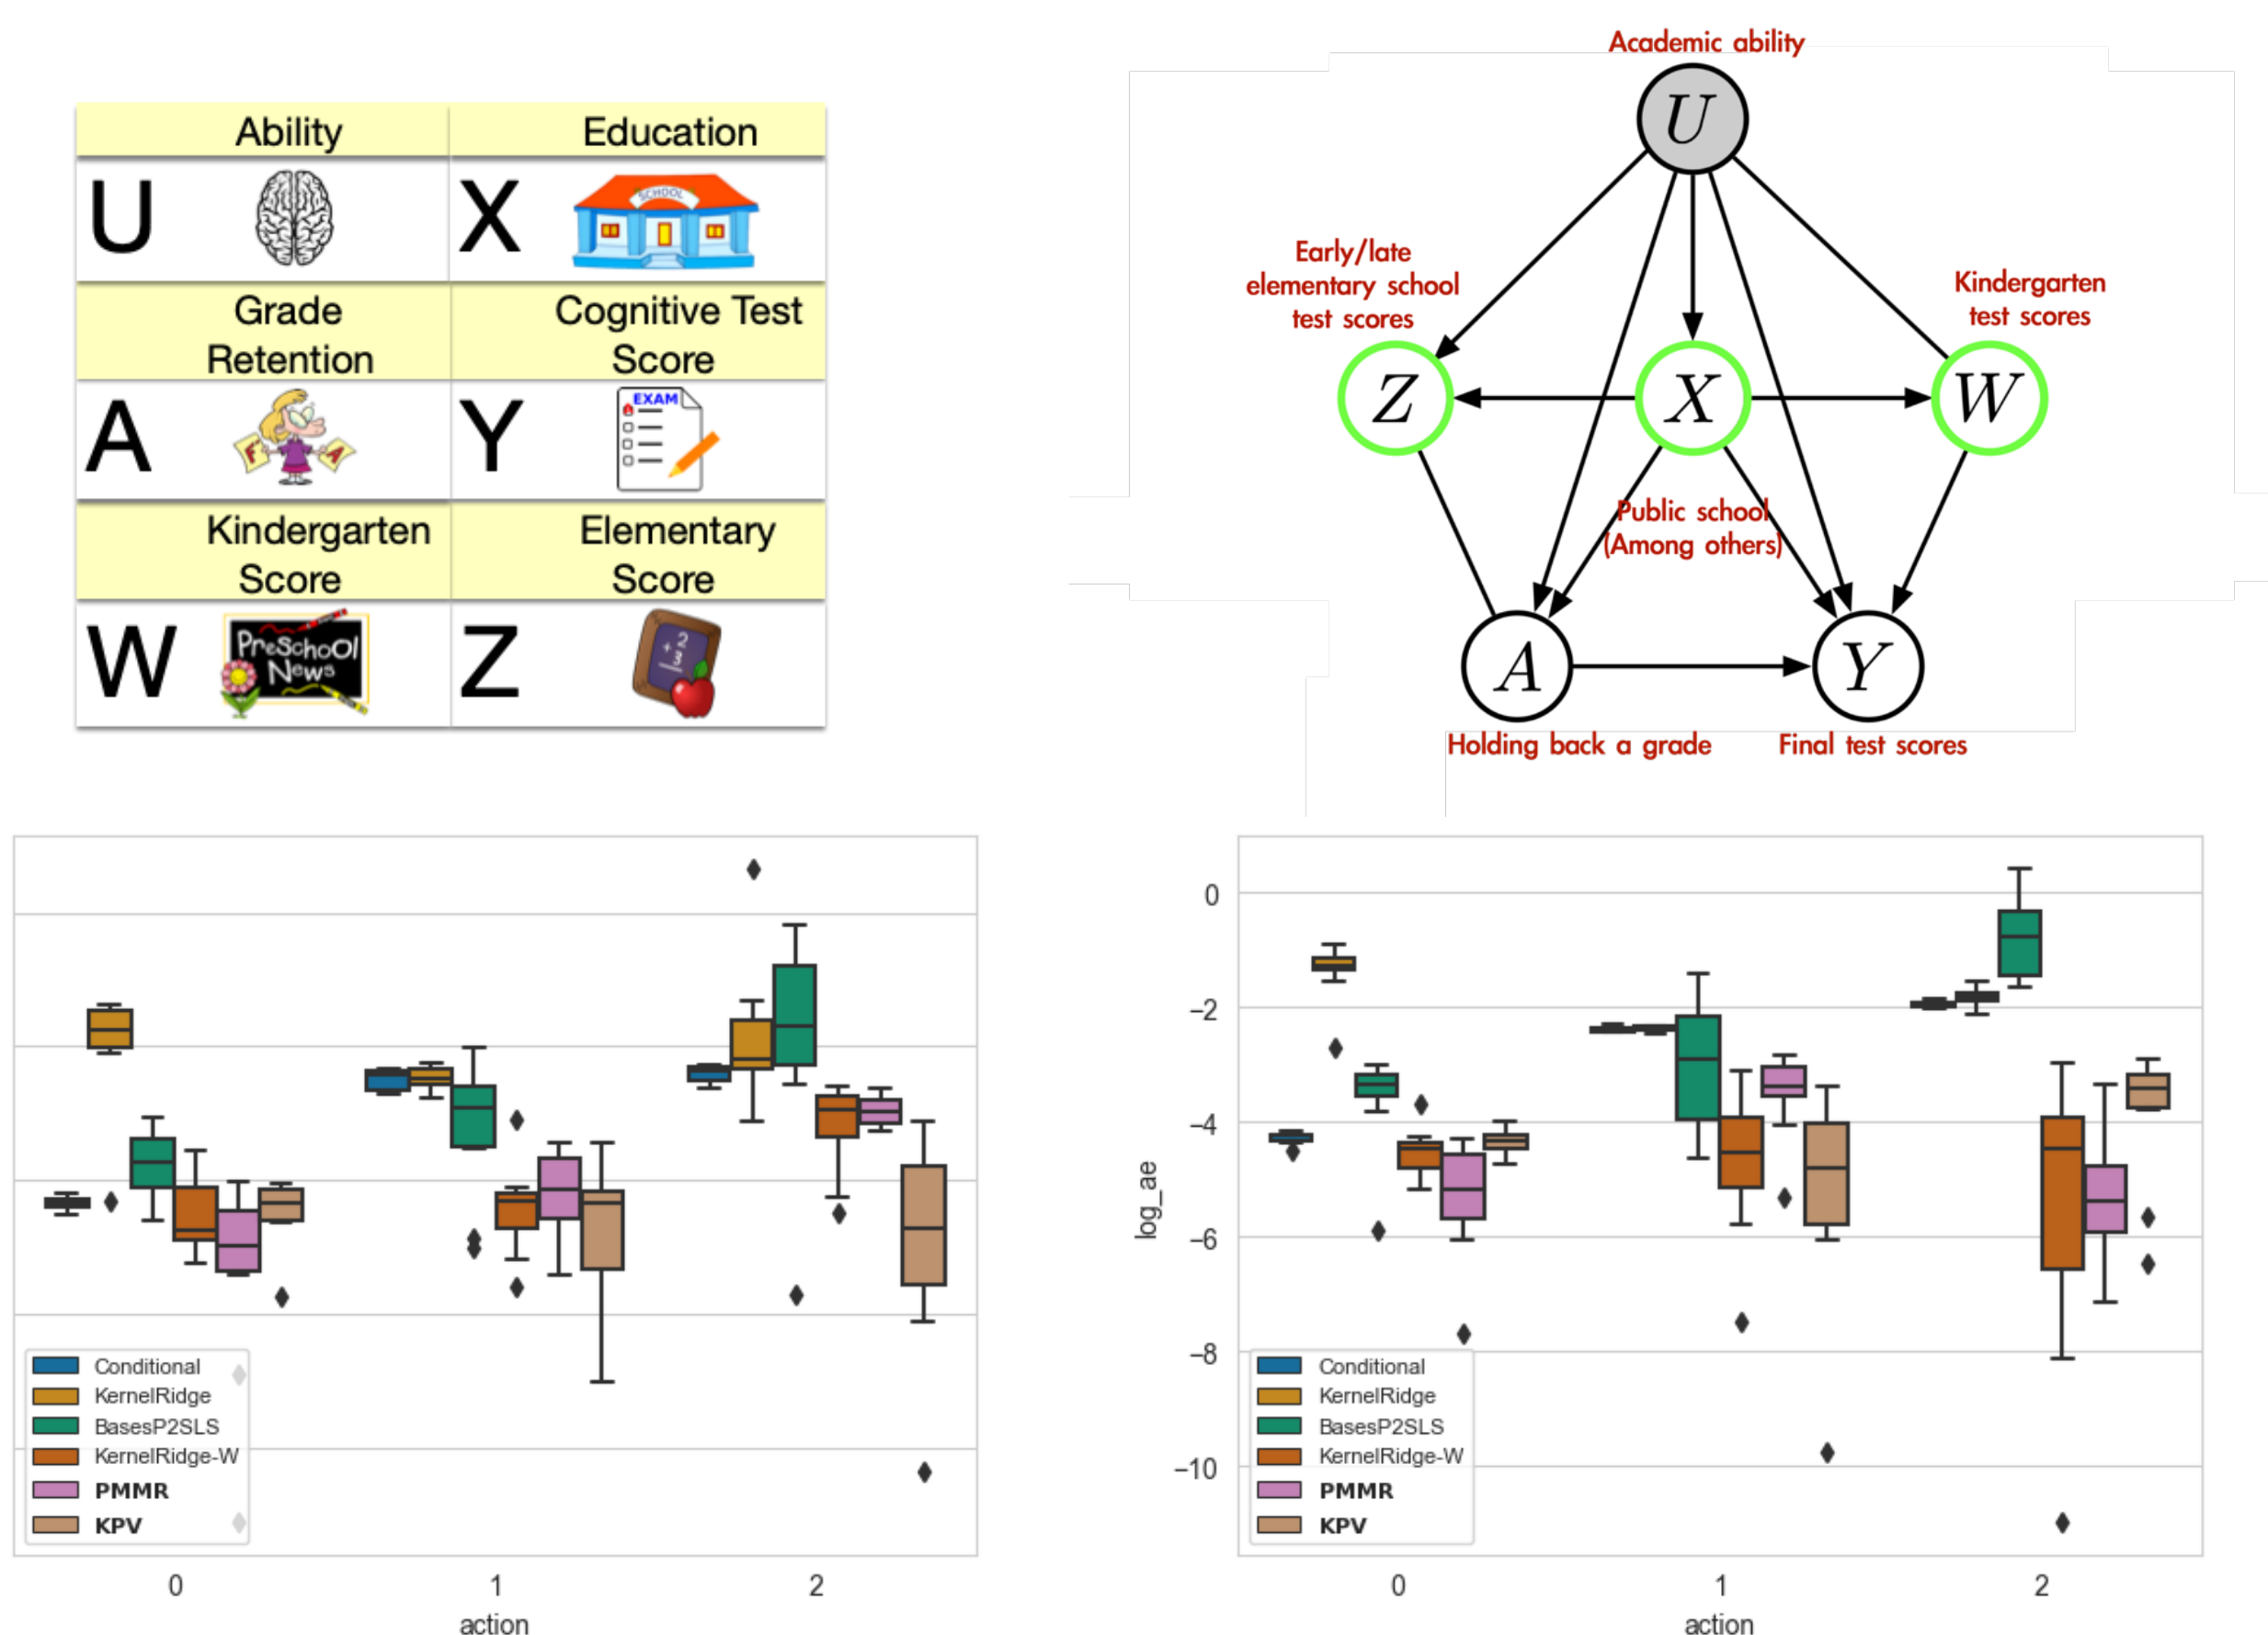 Ability
Education
U
X
SCHOOL
Grade
Retention
Cognitive Test
Score
A
F
A
Y
EXAM
Kindergarten
Score
Elementary
Score
W
PreSchool
News
Z
2
+ 3
Academic ability
U
Early/late
elementary school
test scores
Kindergarten
test scores
Z
X
W
Public school
(Among others)
A
Y
Holding back a grade
Final test scores
Conditional
KernelRidge
BasesP2SLS
KernelRidge-W
PMMR
KPV
0
1
2
action
0
−2
−4
−6
−8
−10
log_ae
Conditional
KernelRidge
BasesP2SLS
KernelRidge-W
PMMR
KPV
0
1
2
action